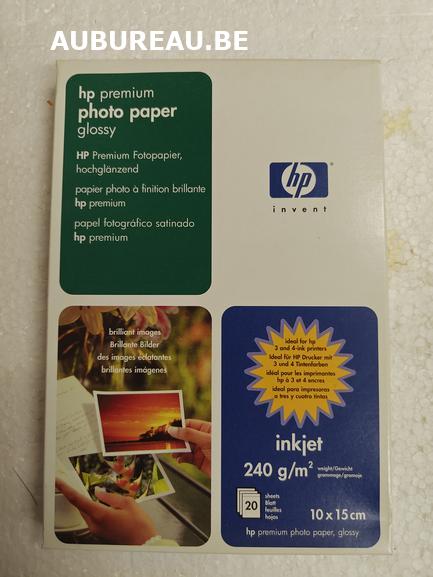 AUBUREAU.BE
hp premium
photo paper
glossy
HP Premium Fotopapier,
hochglänzend
papier photo à finition brillante
hp premium
papel fotográfico satinado
hp premium
hp
invent
brilliant images
Brillante Bilder
des images éclatantes
brillantes imágenes
ideal for hp
3 and 4-ink printers
Ideal für HP Drucker mit
3 und 4 Tintenfarben
idéal pour les imprimantes
hp à 3 et 4 encres
ideal para impresoras
a tres y cuatro tintas
inkjet
240 g/m² weight/Gewicht
grammage/gramaje
20
sheets
Blatt
feuilles
hojas
10 x 15 cm
hp premium photo paper, glossy